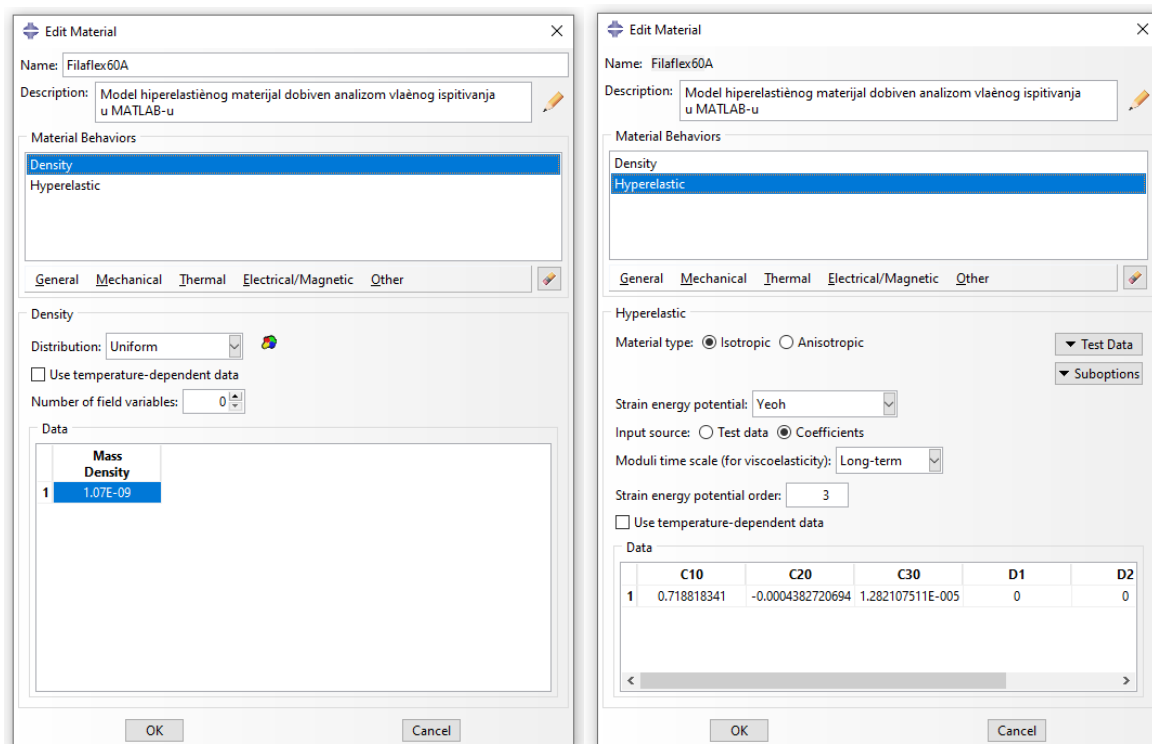 Edit Material
Name: Filaflex60A
Description: Model hiperelastiènog materijal dobiven analizom vlaènog ispitivanja
u MATLAB-u
Material Behaviors
Density
Hyperelastic
General Mechanical Thermal Electrical/Magnetic Other
Density
Distribution: Uniform
Use temperature-dependent data
Number of field variables: 0
Data
Mass
Density
1 1.07E-09
OK Cancel
Edit Material
Name: Filaflex60A
Description: Model hiperelastiènog materijal dobiven analizom vlaènog ispitivanja
u MATLAB-u
Material Behaviors
Density
Hyperelastic
General Mechanical Thermal Electrical/Magnetic Other
Hyperelastic
Material type: Isotropic Anisotropic
Test Data
Suboptions
Strain energy potential: Yeoh
Input source: Test data Coefficients
Moduli time scale (for viscoelasticity): Long-term
Strain energy potential order: 3
Use temperature-dependent data
Data
C10 C20 C30 D1 D2
1 0.718818341 -0.0004382720694 1.282107511E-005 0 0
OK Cancel